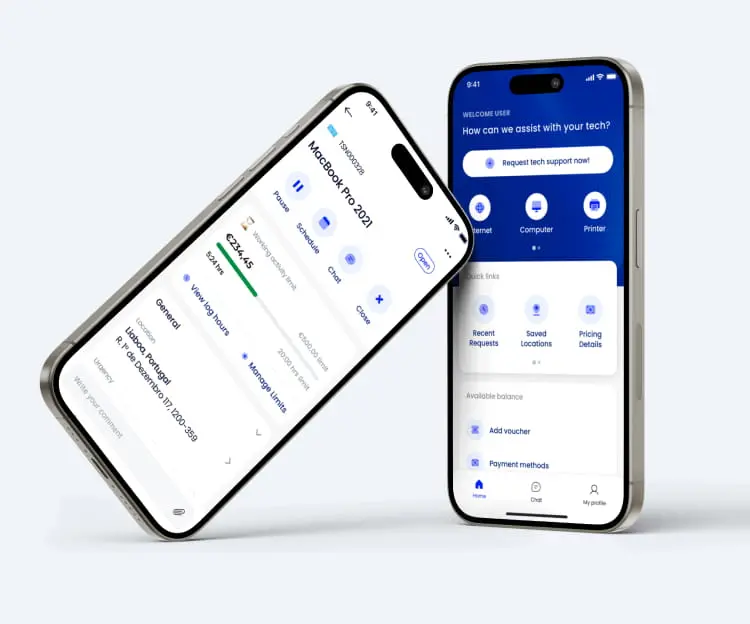 9:41
TSN000328
MacBook Pro 2021
Open
Pause
Schedule
Chat
Close
Working activity limit
€234,45
€500.00 limit
5:24 hrs
20:00 hrs limit
View log hours
Manage Limits
General
Location
Liaboa, Portugal
R. 1º de Dezembro 117, 1200-359
Urgency
Write your comment
9:41
WELCOME USER
How can we assist with your tech?
Request tech support now!
ternet
Computer
Printer
Quick links
Recent Requests
Saved Locations
Pricing Details
Available balance
Add voucher
Payment methods
Home
Chat
My profile